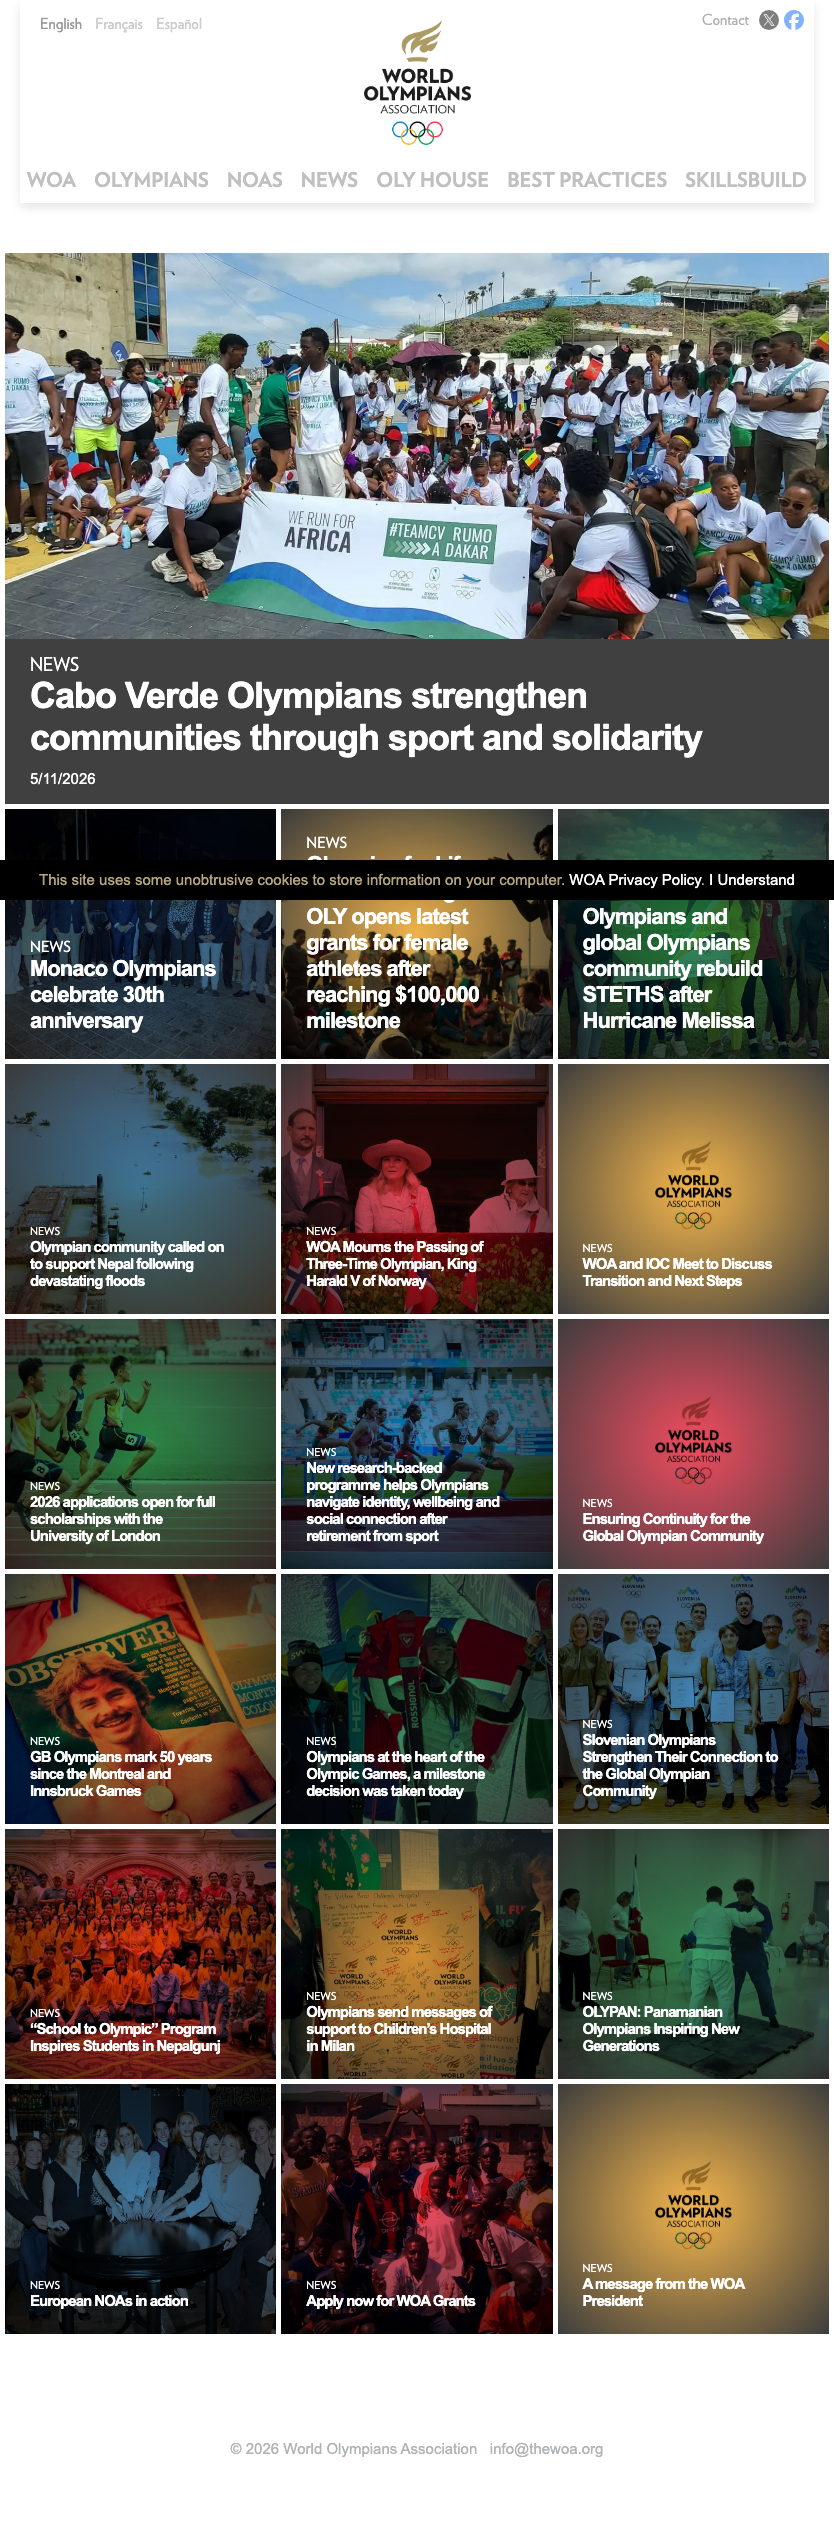 English Français Español
Contact
WORLD
OLYMPIANS
ASSOCIATION
WOA OLYMPIANS NOAS NEWS OLY HOUSE BEST PRACTICES SKILLSBUILD
WE RUN FOR
AFRICA
#TEAMCV RUMO
A DAKAR
NEWS
Cabo Verde Olympians strengthen
communities through sport and solidarity
5/11/2026
NEWS
This site uses some unobtrusive cookies to store information on your computer. WOA Privacy Policy. I Understand
NEWS
Monaco Olympians
celebrate 30th
anniversary
OLY opens latest
grants for female
athletes after
reaching $100,000
milestone
Olympians and
global Olympians
community rebuild
STETHS after
Hurricane Melissa
NEWS
Olympian community called on
to support Nepal following
devastating floods
NEWS
WOA Mourns the Passing of
Three-Time Olympian, King
Harald V of Norway
WORLD
OLYMPIANS
ASSOCIATION
NEWS
WOA and IOC Meet to Discuss
Transition and Next Steps
NEWS
2026 applications open for full
scholarships with the
University of London
NEWS
New research-backed
programme helps Olympians
navigate identity, wellbeing and
social connection after
retirement from sport
WORLD
OLYMPIANS
ASSOCIATION
NEWS
Ensuring Continuity for the
Global Olympian Community
OBSERVER
NEWS
GB Olympians mark 50 years
since the Montreal and
Innsbruck Games
ROSSIGNOL
NEWS
Olympians at the heart of the
Olympic Games, a milestone
decision was taken today
SLOVENIJA
NEWS
Slovenian Olympians
Strengthen Their Connection to
the Global Olympian
Community
NEWS
“School to Olympic” Program
Inspires Students in Nepalgunj
WORLD
OLYMPIANS
NEWS
Olympians send messages of
support to Children’s Hospital
in Milan
NEWS
OLYPAN: Panamanian
Olympians Inspiring New
Generations
NEWS
European NOAs in action
NEWS
Apply now for WOA Grants
WORLD
OLYMPIANS
ASSOCIATION
NEWS
A message from the WOA
President
© 2026 World Olympians Association info@thewoa.org